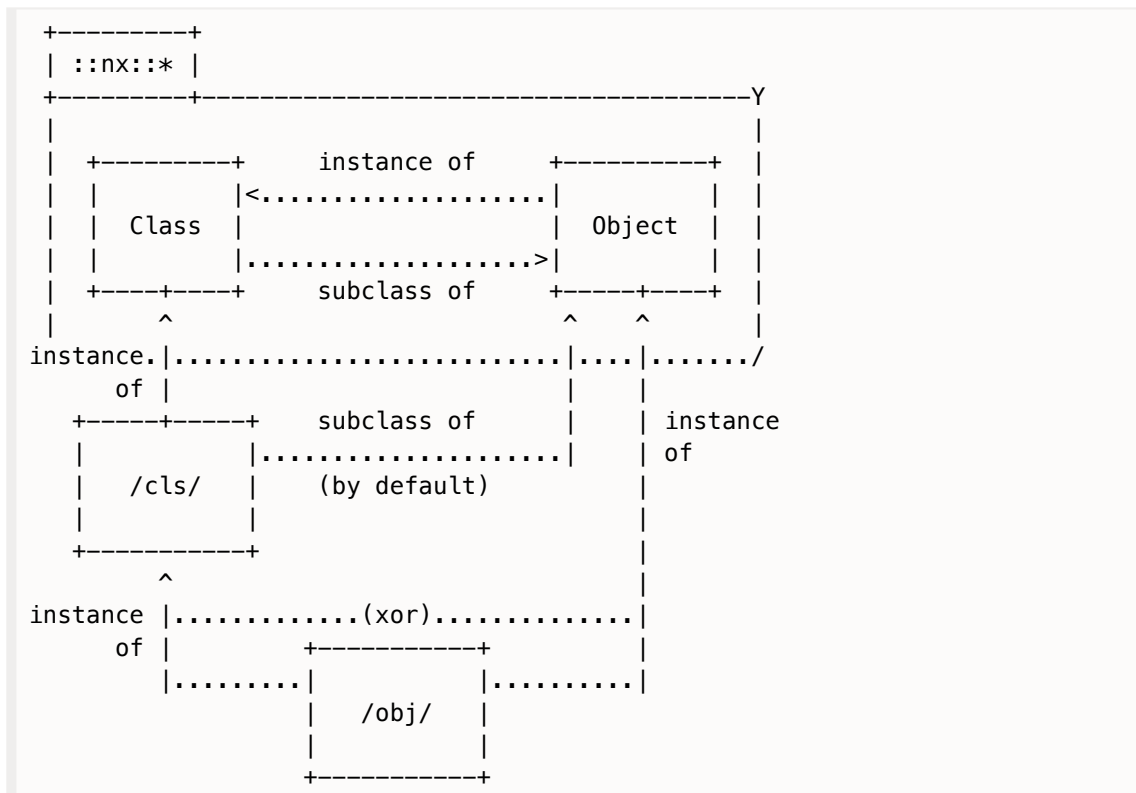 ::nx::*
Y
instance of
<
Class Object
>
subclass of
^ ^ ^
instance. /
of
subclass of instance
of
/cls/ (by default)
^
instance (xor)
of
/obj/